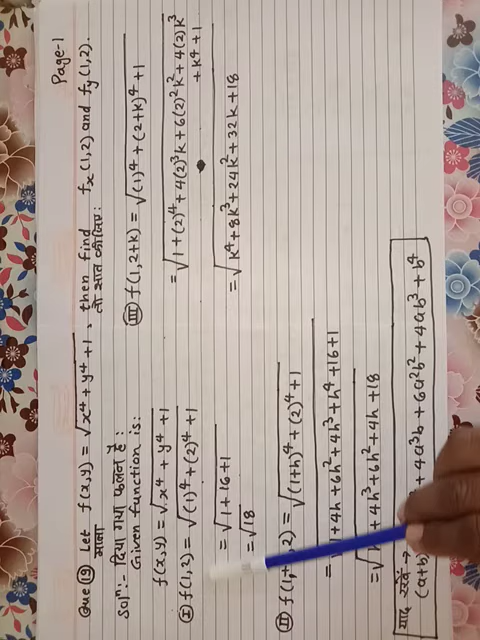 Page-1
Que (19) Let f(x,y) = √x⁴ + y⁴ + 1 , then find fx (1,2) and fy (1,2).
माना तो ज्ञात कीजिए:
Solⁿ:- दिया गया फलन है:
Given function is:
f(x,y) = √x⁴ + y⁴ + 1
(I) f(1,2) = √(1)⁴ + (2)⁴ + 1
= √1 + 16 + 1
= √18
(II) f(1+ ,2) = √(1+h)⁴ + (2)⁴ + 1
= √1 + 4h + 6h² + 4h³ + h⁴ + 16 + 1
= √h + 4h³ + 6h² + 4h + 18
(III) f(1, 2+k) = √(1)⁴ + (2+k)⁴ + 1
= √1 + (2)⁴ + 4(2)³k + 6(2)²k² + 4(2)k³
+ k⁴ + 1
= √k⁴ + 8k³ + 24k² + 32k + 18
याद रखें →
(a+b) + 4a³b + 6a²b² + 4ab³ + b⁴